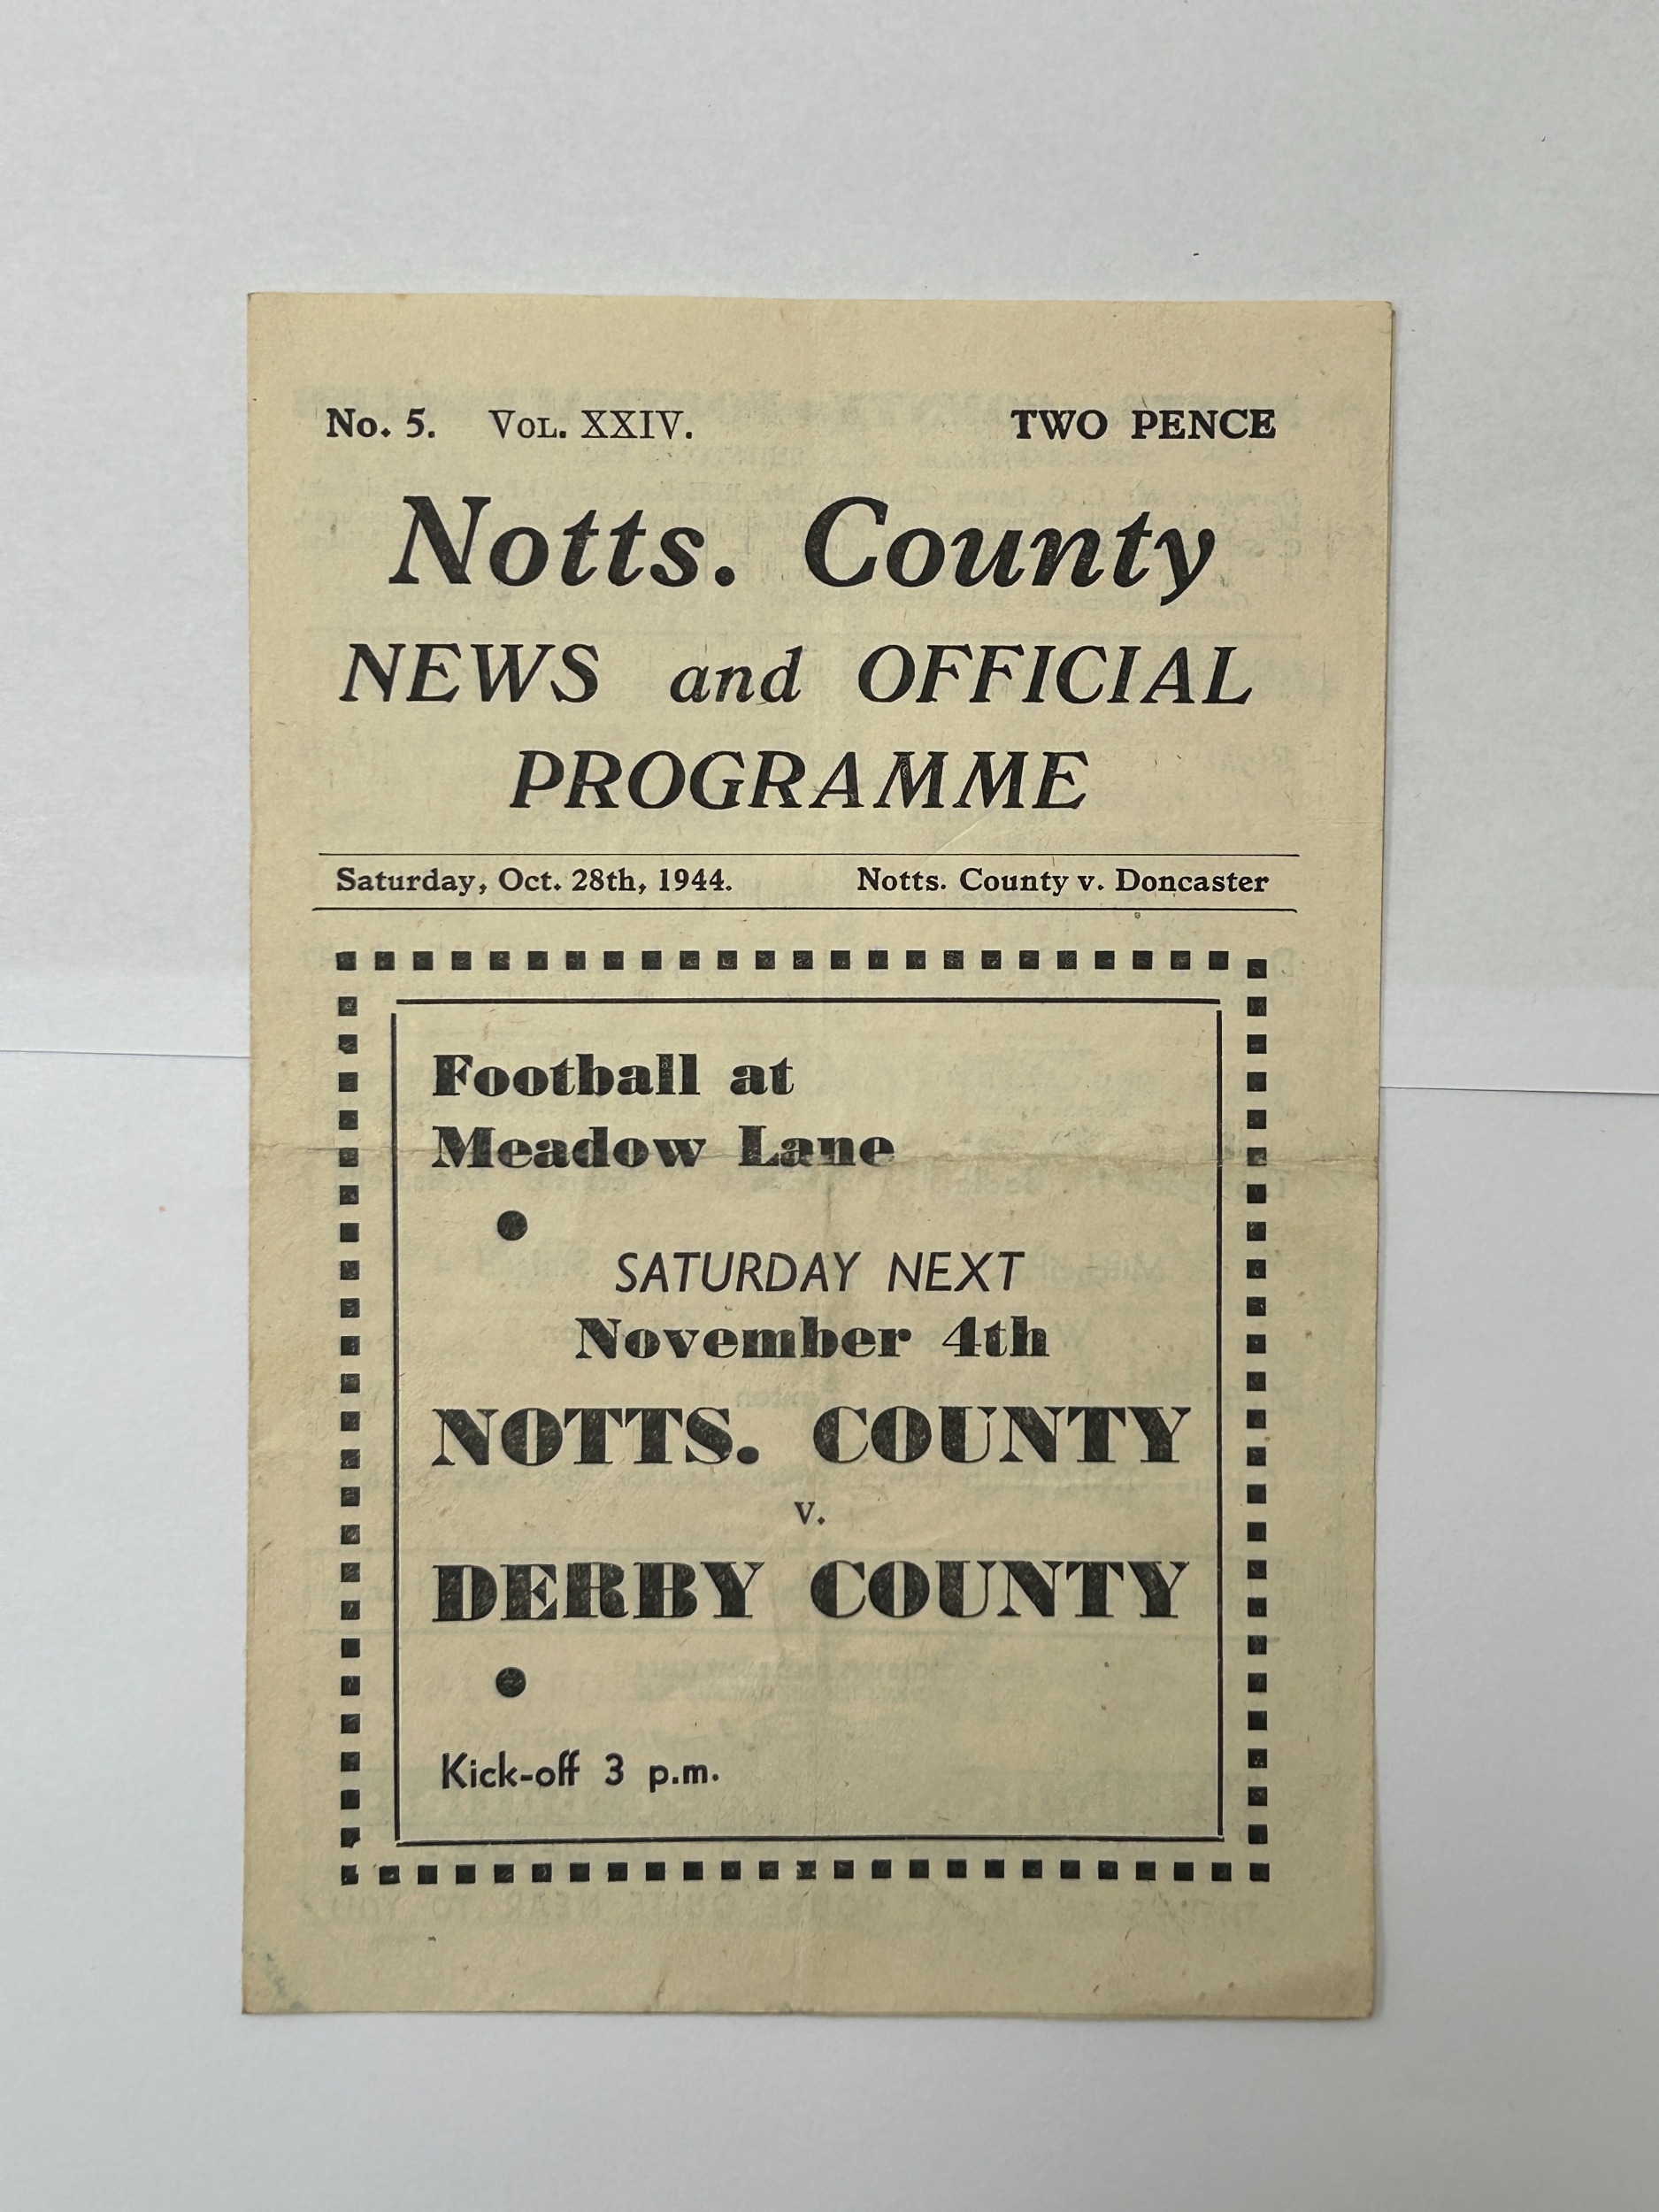 No. 5. VOL. XXIV. TWO PENCE
Notts. County
NEWS and OFFICIAL
PROGRAMME
Saturday, Oct. 28th, 1944. Notts. County v. Doncaster
Football at
Meadow Lane
SATURDAY NEXT
November 4th
NOTTS. COUNTY
v.
DERBY COUNTY
Kick-off 3 p.m.